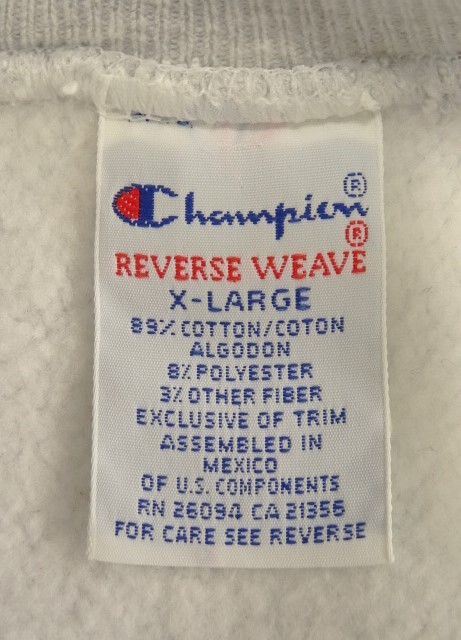 Champion®
REVERSE WEAVE®
X-LARGE
89% COTTON/COTON
ALGODON
8% POLYESTER
3% OTHER FIBER
EXCLUSIVE OF TRIM
ASSEMBLED IN
MEXICO
OF U.S. COMPONENTS
RN 26094 CA 21356
FOR CARE SEE REVERSE